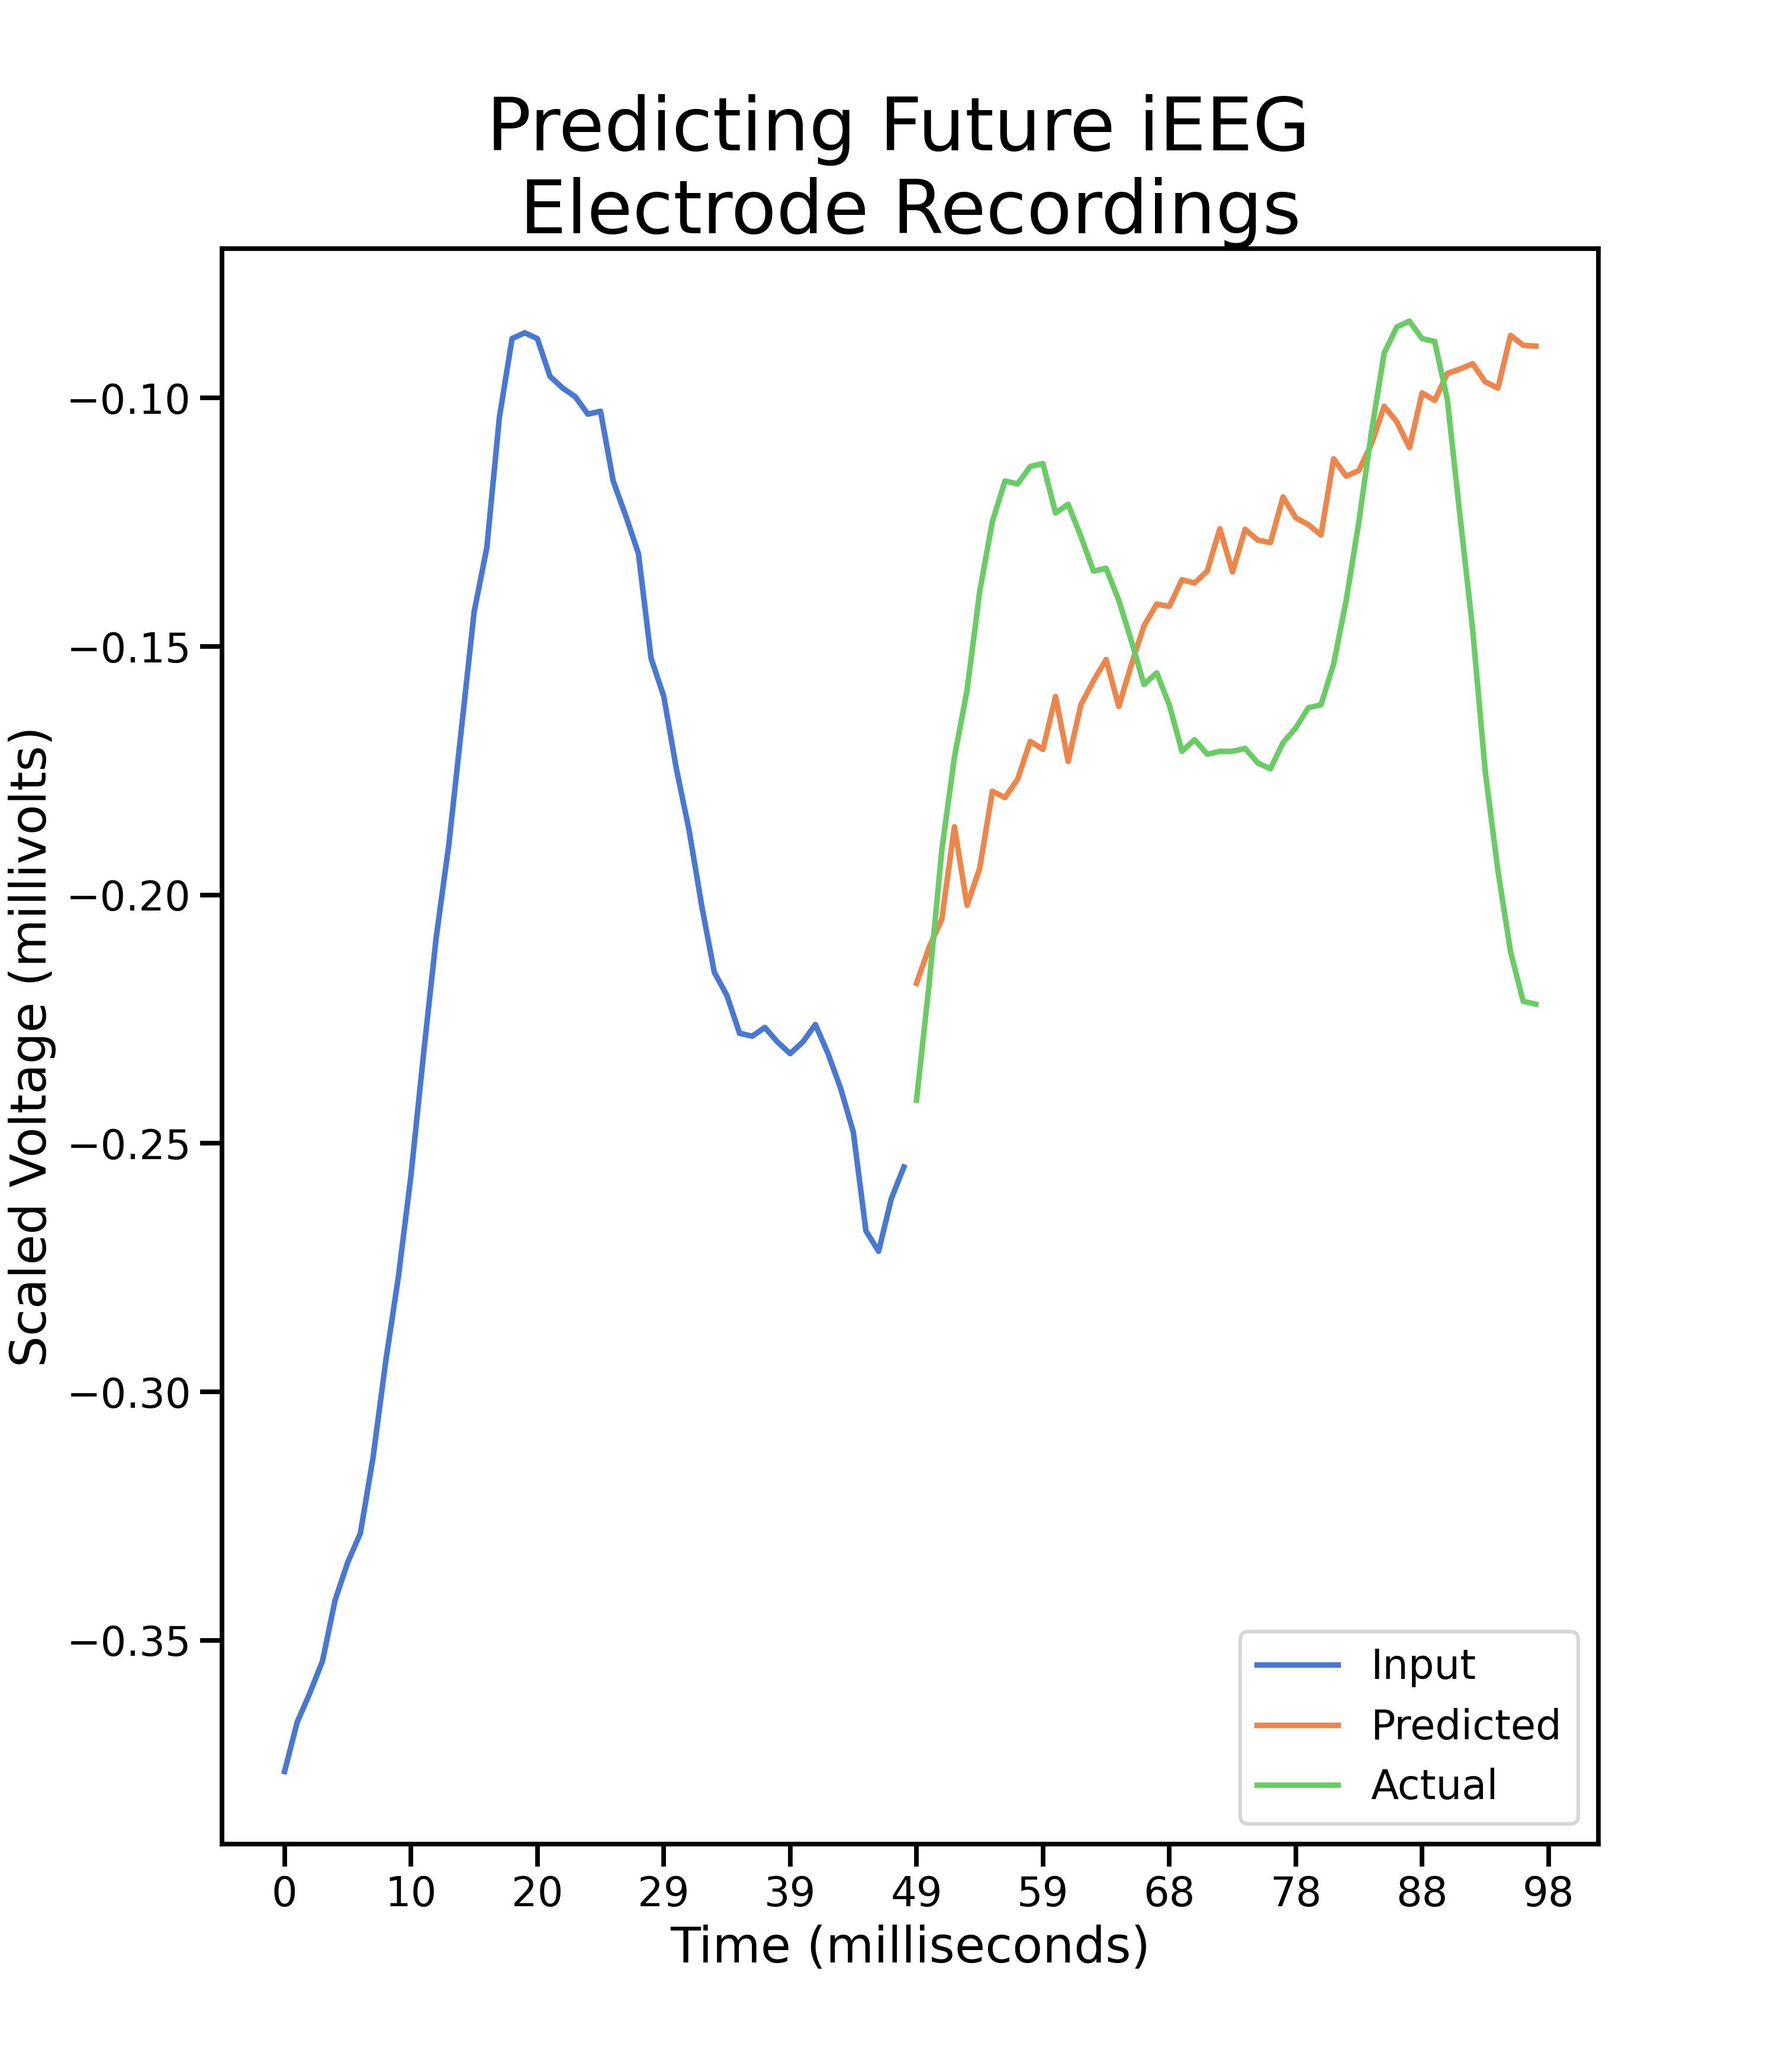 Predicting Future iEEG
Electrode Recordings
Scaled Voltage (millivolts)
−0.10
−0.15
−0.20
−0.25
−0.30
−0.35
Input
Predicted
Actual
0 10 20 29 39 49 59 68 78 88 98
Time (milliseconds)